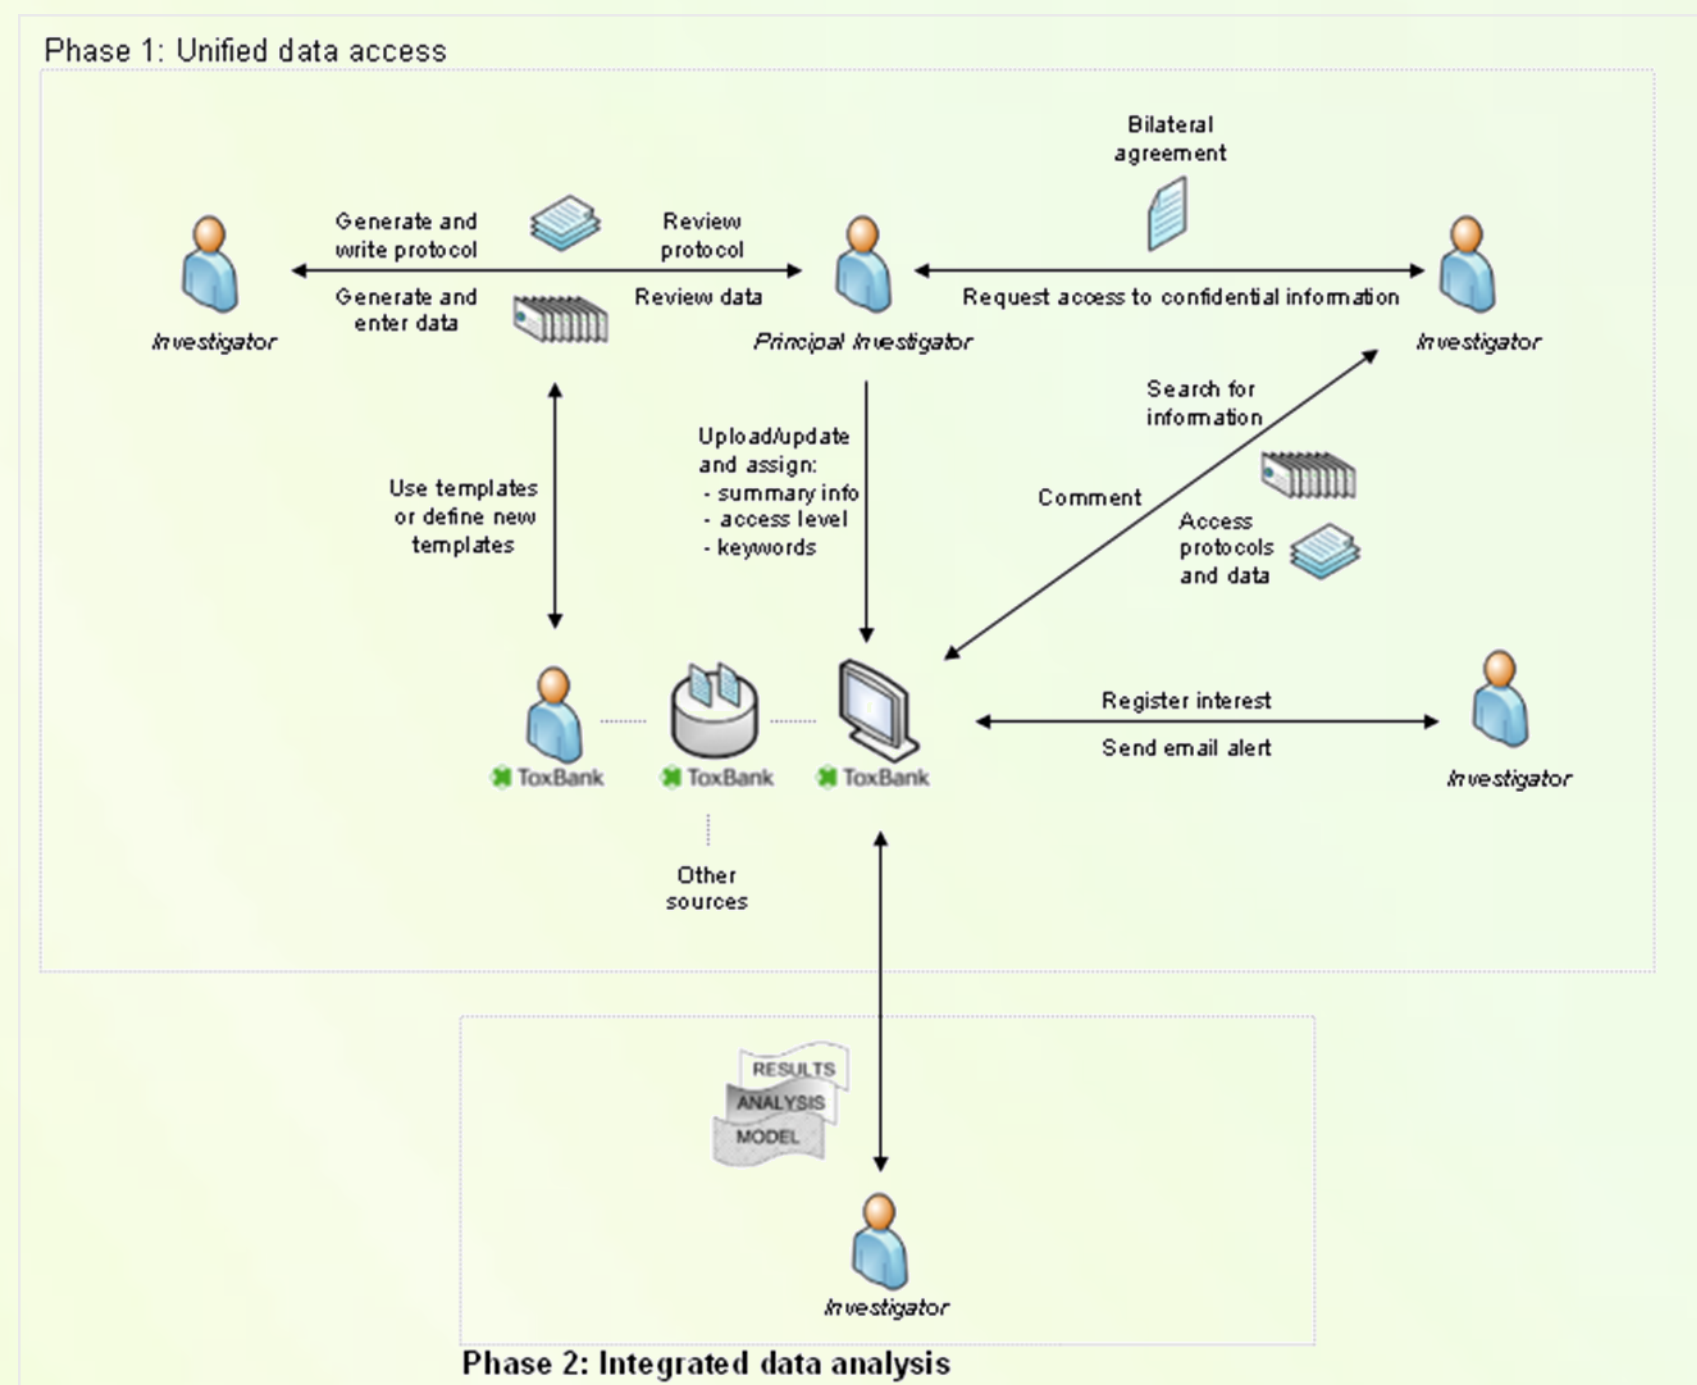 Phase 1: Unified data access
Bilateral
agreement
Generate and
write protocol
Review
protocol
Generate and
enter data
Review data
Request access to confidential information
Investigator
Principal Investigator
Investigator
Search for
information
Upload/update
and assign:
- summary info
- access level
- keywords
Use templates
or define new
templates
Comment
Access
protocols
and data
Register interest
Send email alert
ToxBank
ToxBank
ToxBank
Investigator
Other
sources
RESULTS
ANALYSIS
MODEL
Investigator
Phase 2: Integrated data analysis